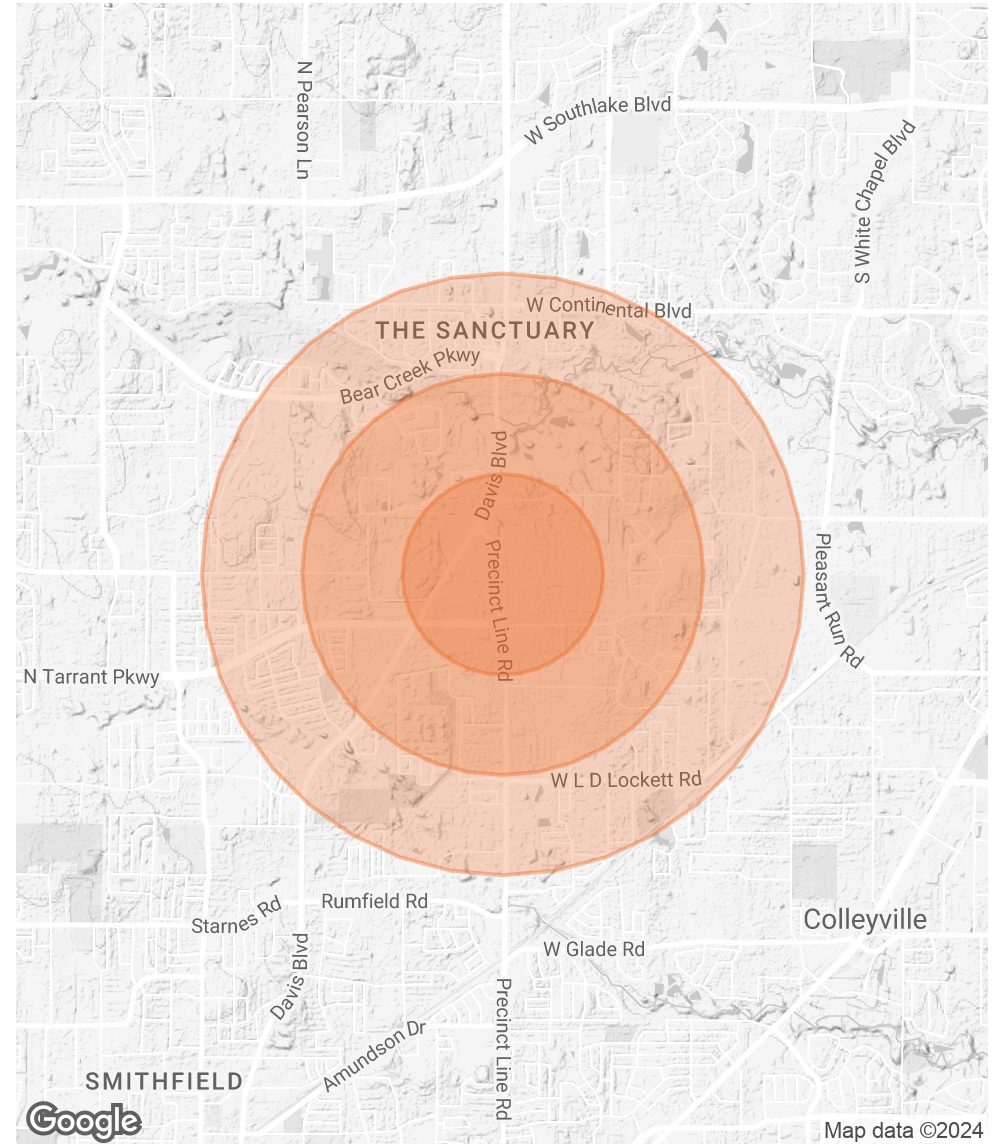 N Pearson Ln
W Southlake Blvd
S White Chapel Blvd
W Continental Blvd
THE SANCTUARY
Bear Creek Pkwy
Davis Blvd
Precinct Line Rd
Pleasant Run Rd
N Tarrant Pkwy
W L D Lockett Rd
Rumfield Rd
Starnes Rd
Colleyville
W Glade Rd
Davis Blvd
Precinct Line Rd
Amundson Dr
SMITHFIELD
Google
Map data ©2024